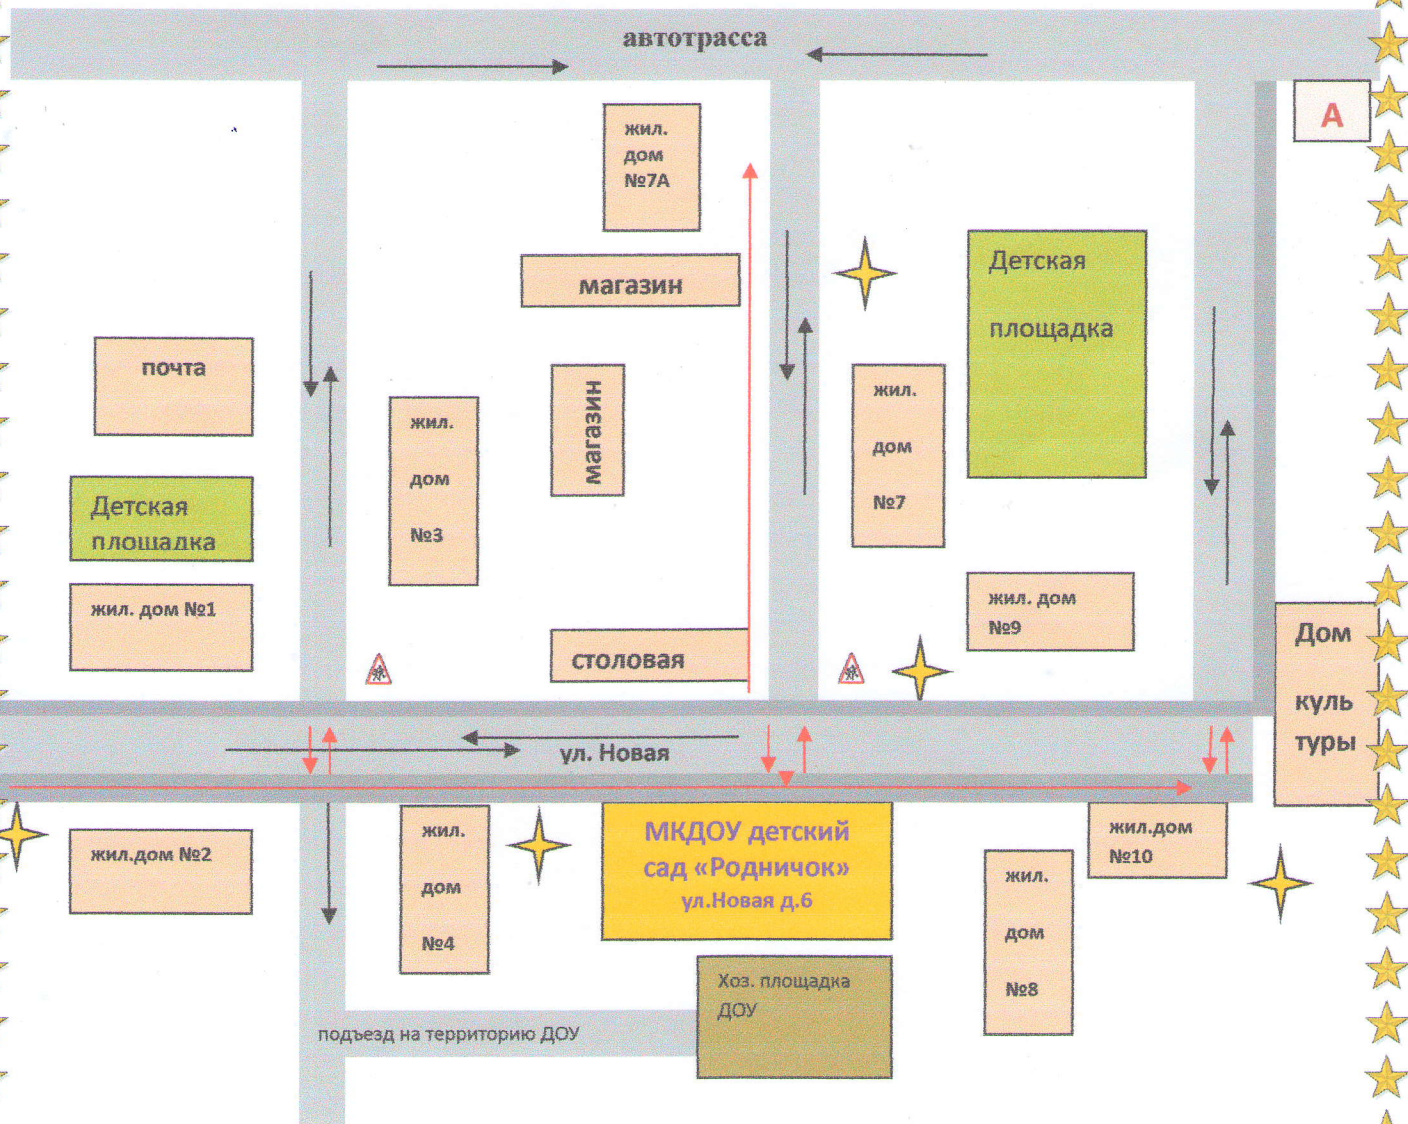 автотрасса
А
жил.
дом
№7А
магазин
Детская
площадка
почта
магазин
жил.
дом
№3
жил.
дом
№7
Детская
площадка
жил. дом №1
жил. дом
№9
столовая
Дом
куль
туры
ул. Новая
жил.дом №2
жил.
дом
№4
МКДОУ детский
сад «Родничок»
ул.Новая д.6
жил.дом
№10
жил.
дом
№8
Хоз. площадка
ДОУ
подъезд на территорию ДОУ